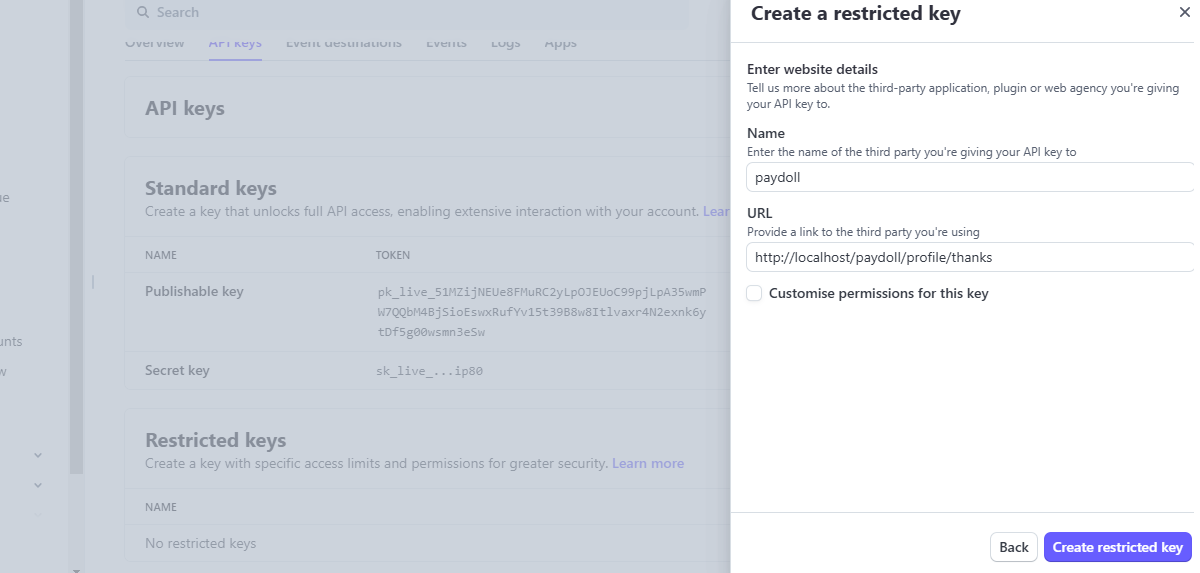 Search
Overview API keys Event destinations Events Logs Apps
API keys
Standard keys
Create a key that unlocks full API access, enabling extensive interaction with your account. Lear
NAME TOKEN
Publishable key
pk_live_51MZijNEUe8FMuRC2yLpOJEUoC99pjLpA35wmP
W7QQbM4BjSioEswxRufYv15t39B8w8Itlvaxr4N2exnk6y
tDf5g00wsmn3eSw
Secret key sk_live_...ip80
Restricted keys
Create a key with specific access limits and permissions for greater security. Learn more
NAME
No restricted keys
ue
unts
w
Create a restricted key
Enter website details
Tell us more about the third-party application, plugin or web agency you're giving
your API key to.
Name
Enter the name of the third party you're giving your API key to
paydoll
URL
Provide a link to the third party you're using
http://localhost/paydoll/profile/thanks
Customise permissions for this key
Back Create restricted key